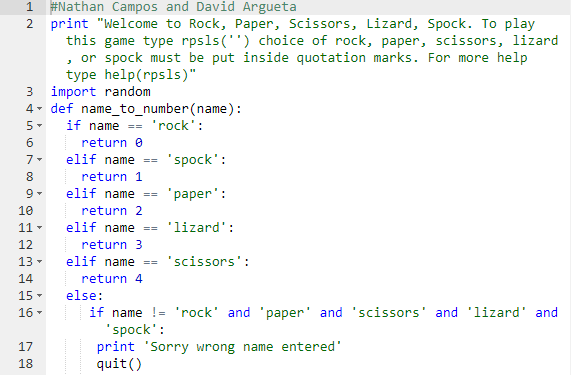 1 #Nathan Campos and David Argueta
2 print "Welcome to Rock, Paper, Scissors, Lizard, Spock. To play
this game type rpsls('') choice of rock, paper, scissors, lizard
, or spock must be put inside quotation marks. For more help
type help(rpsls)"
3 import random
4 def name_to_number(name):
5 if name == 'rock':
6 return 0
7 elif name == 'spock':
8 return 1
9 elif name == 'paper':
10 return 2
11 elif name == 'lizard':
12 return 3
13 elif name == 'scissors':
14 return 4
15 else:
16 if name != 'rock' and 'paper' and 'scissors' and 'lizard' and
'spock':
17 print 'Sorry wrong name entered'
18 quit()